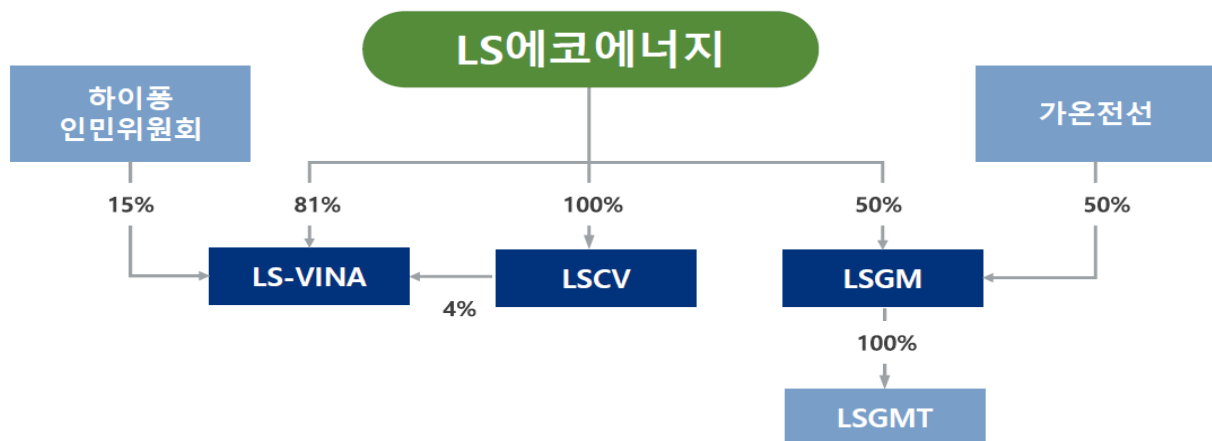 LS에코에너지
하이퐁
인민위원회
가온전선
15%
81%
100%
50%
50%
LS-VINA
LSCV
LSGM
4%
100%
LSGMT